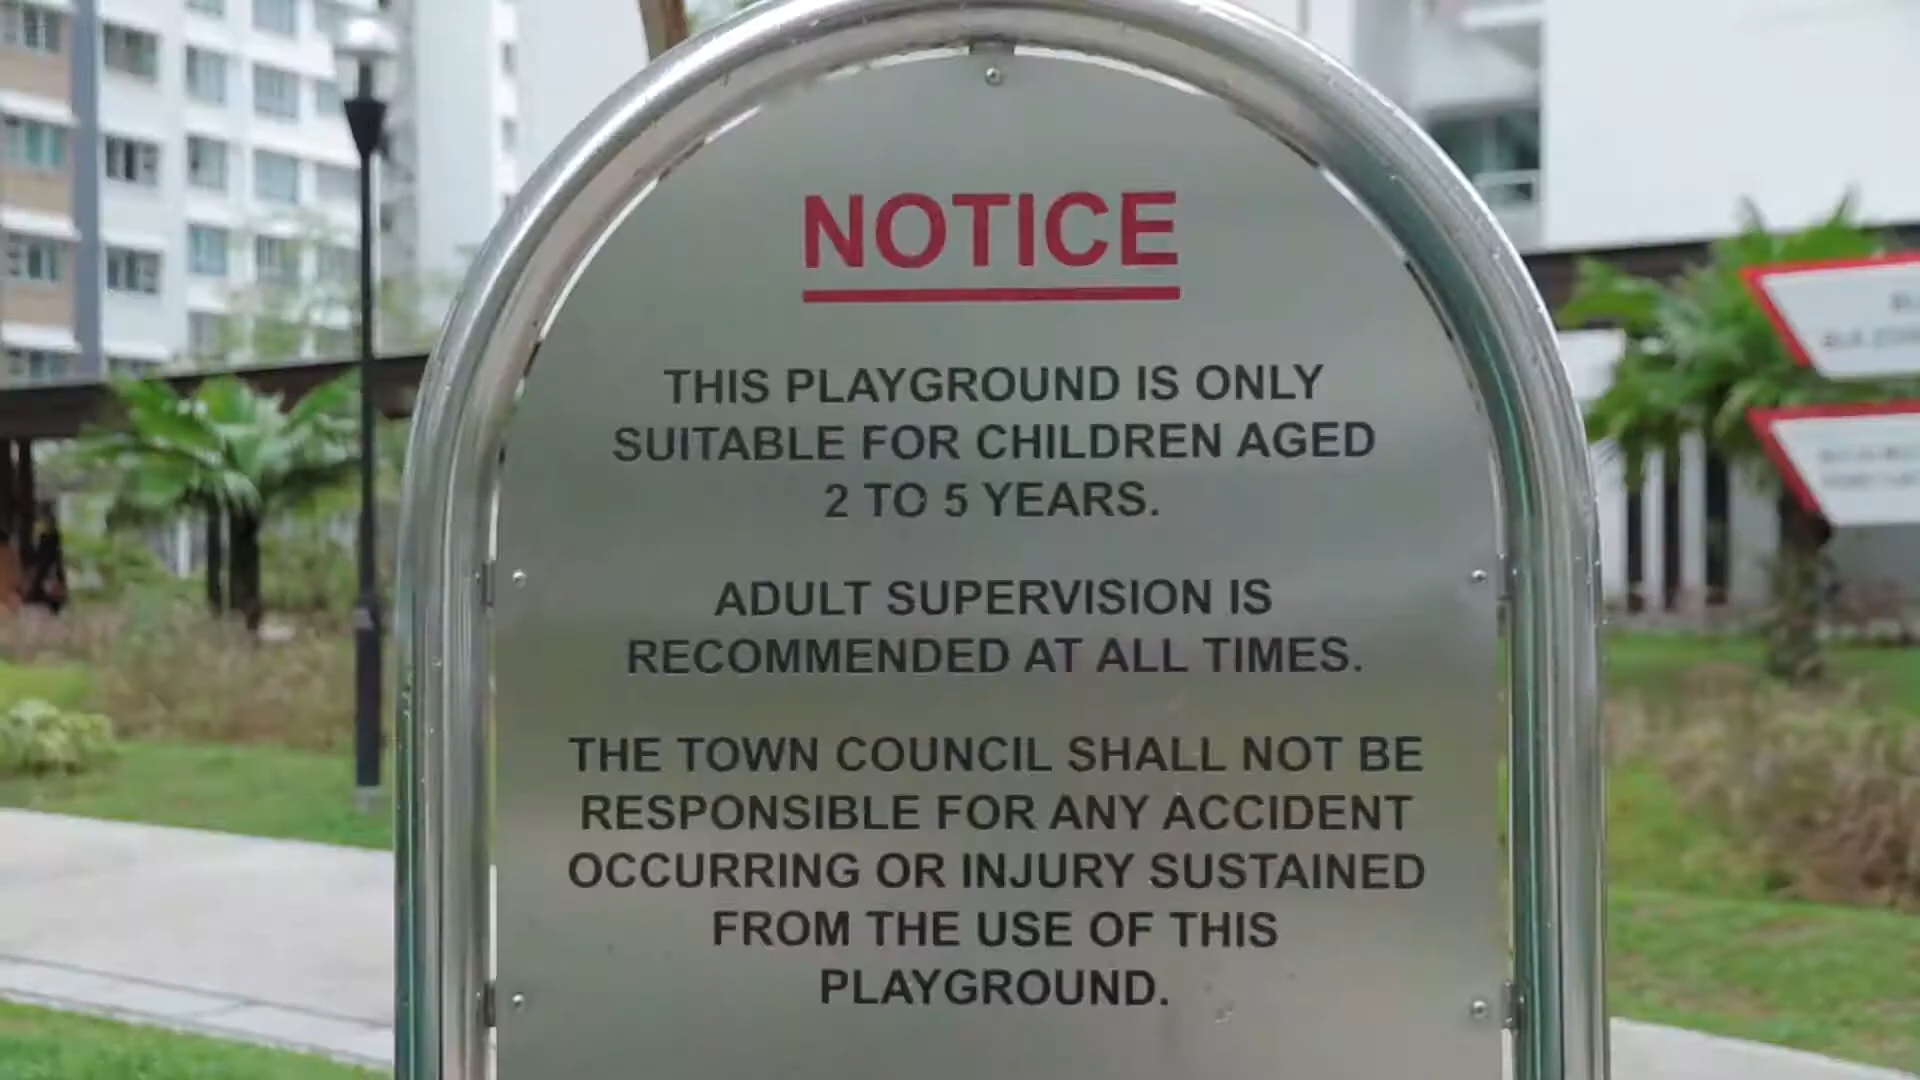 NOTICE
THIS PLAYGROUND IS ONLY
SUITABLE FOR CHILDREN AGED
2 TO 5 YEARS.
ADULT SUPERVISION IS
RECOMMENDED AT ALL TIMES.
THE TOWN COUNCIL SHALL NOT BE
RESPONSIBLE FOR ANY ACCIDENT
OCCURRING OR INJURY SUSTAINED
FROM THE USE OF THIS
PLAYGROUND.